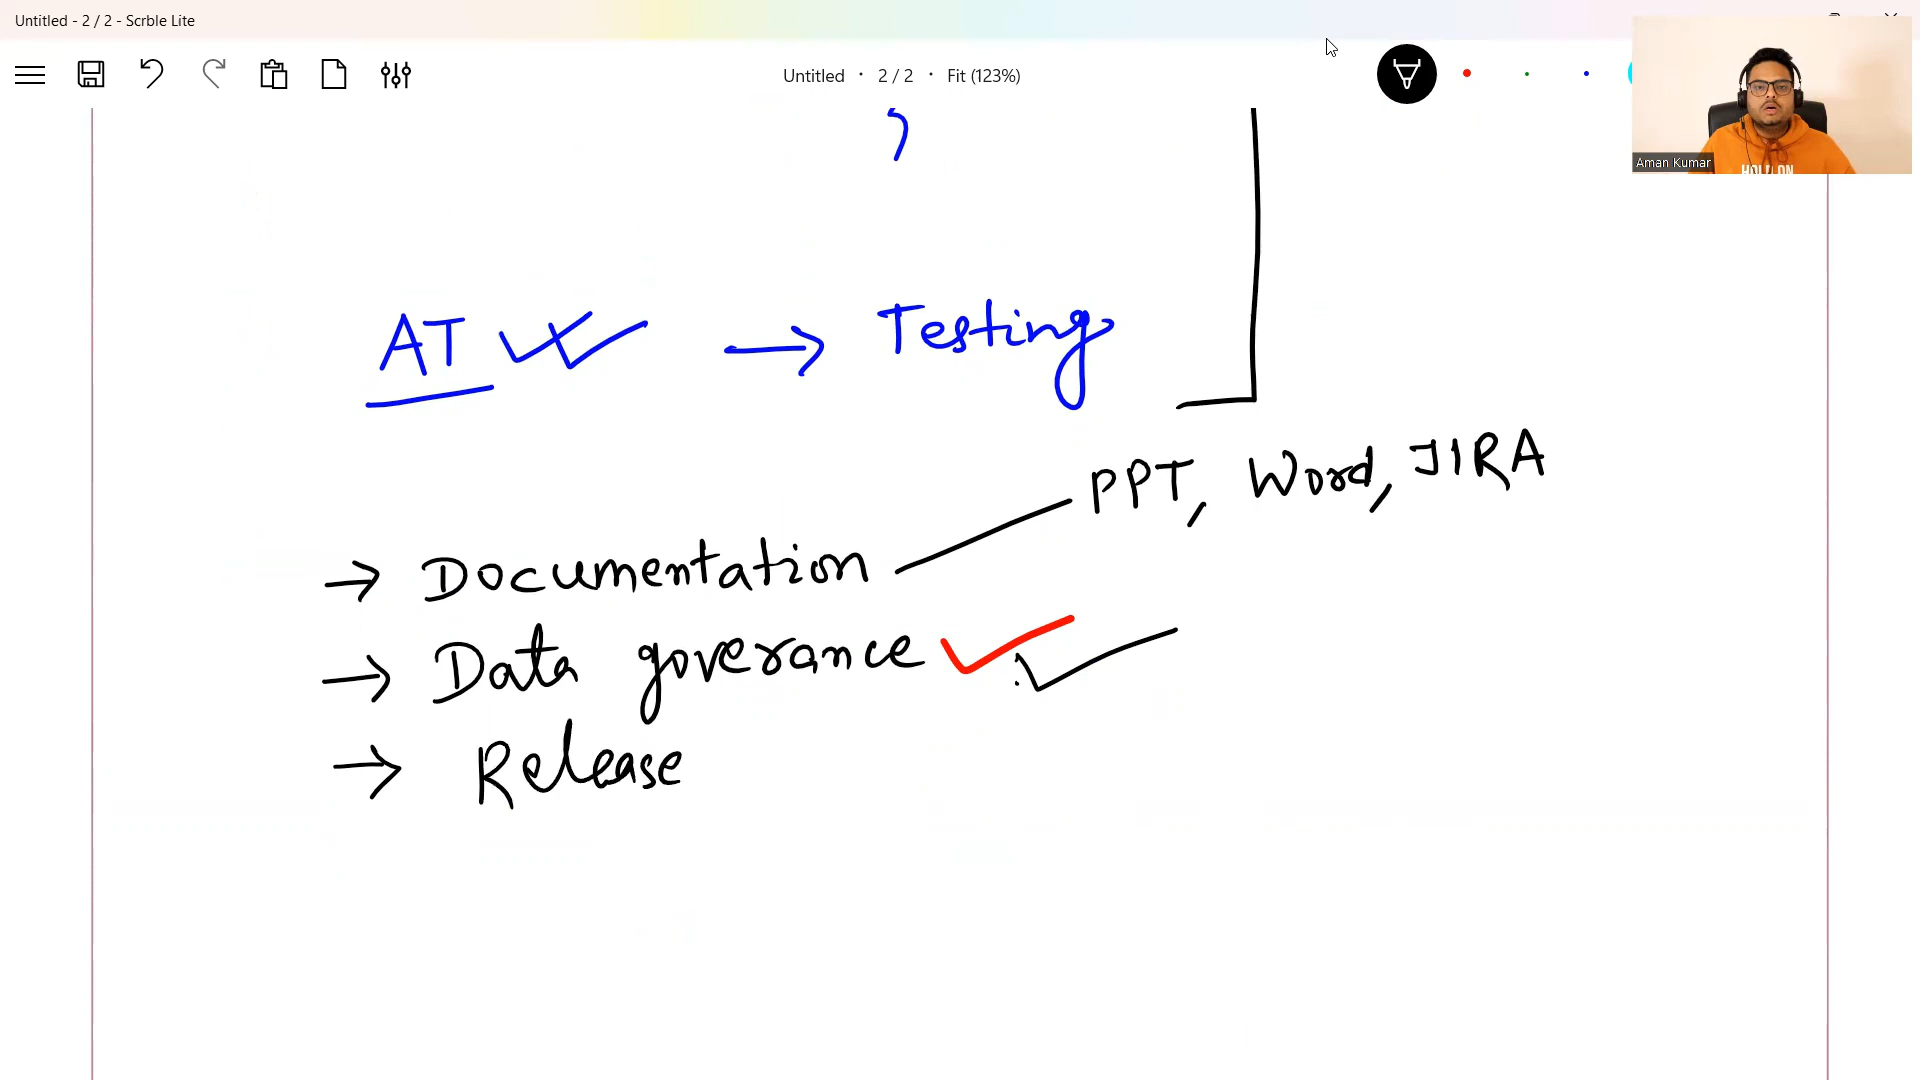 Untitled - 2 / 2 - Scrble Lite
Untitled • 2 / 2 • Fit (123%)
Aman Kumar
AT → Testing
PPT, Word, JIRA
→ Documentation
→ Data goverance
→ Release